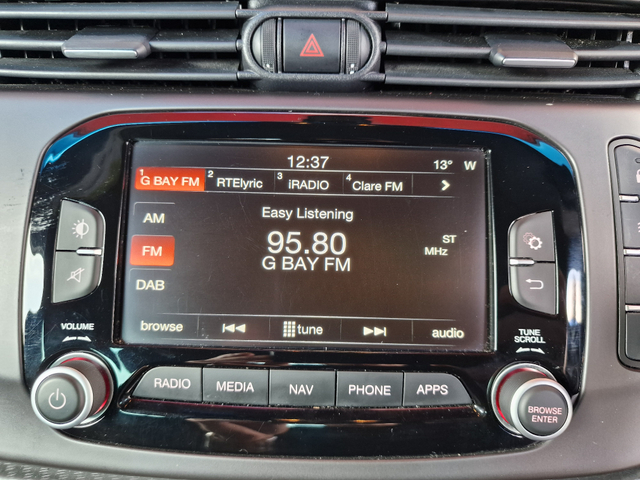 12:37 13° W
1 G BAY FM 2 RTElyric 3 iRADIO 4 Clare FM
AM
Easy Listening
FM
95.80 ST
MHz
G BAY FM
DAB
browse tune audio
VOLUME
TUNE
SCROLL
RADIO MEDIA NAV PHONE APPS
BROWSE
ENTER